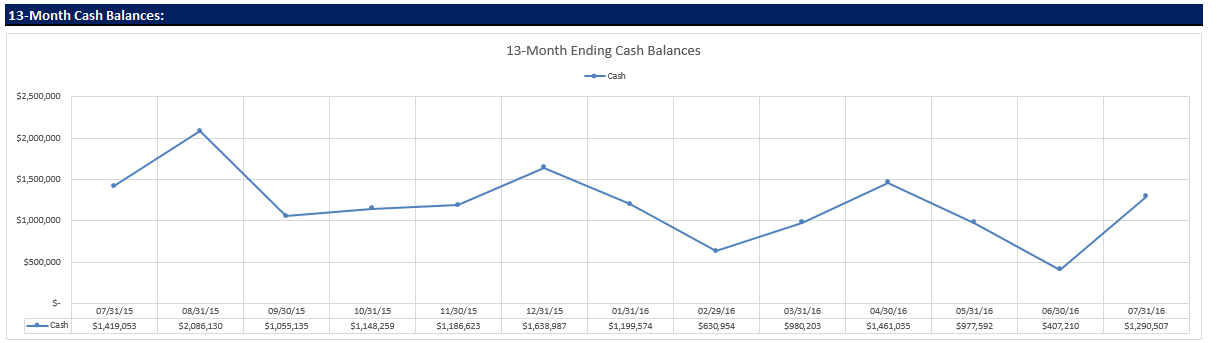 13-Month Cash Balances:
13-Month Ending Cash Balances
Cash
$2,500,000
$2,000,000
$1,500,000
$1,000,000
$500,000
$-
07/31/15 08/31/15 09/30/15 10/31/15 11/30/15 12/31/15 01/31/16 02/29/16 03/31/16 04/30/16 05/31/16 06/30/16 07/31/16
Cash $1,419,053 $2,086,130 $1,055,135 $1,148,259 $1,186,623 $1,638,987 $1,199,574 $630,954 $980,203 $1,461,035 $977,592 $407,210 $1,290,507